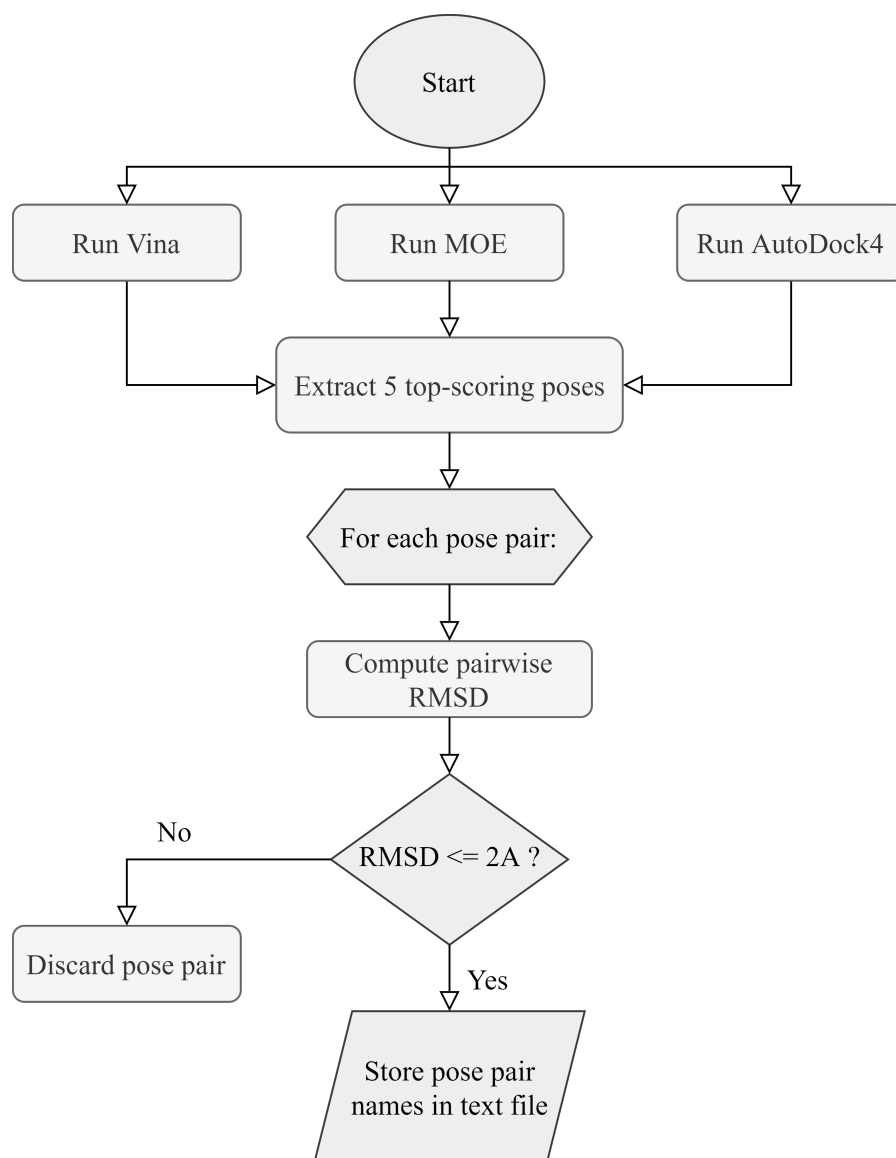 Start
Run Vina
Run MOE
Run AutoDock4
Extract 5 top-scoring poses
For each pose pair:
Compute pairwise
RMSD
RMSD <= 2A ?
No
Discard pose pair
Yes
Store pose pair
names in text file